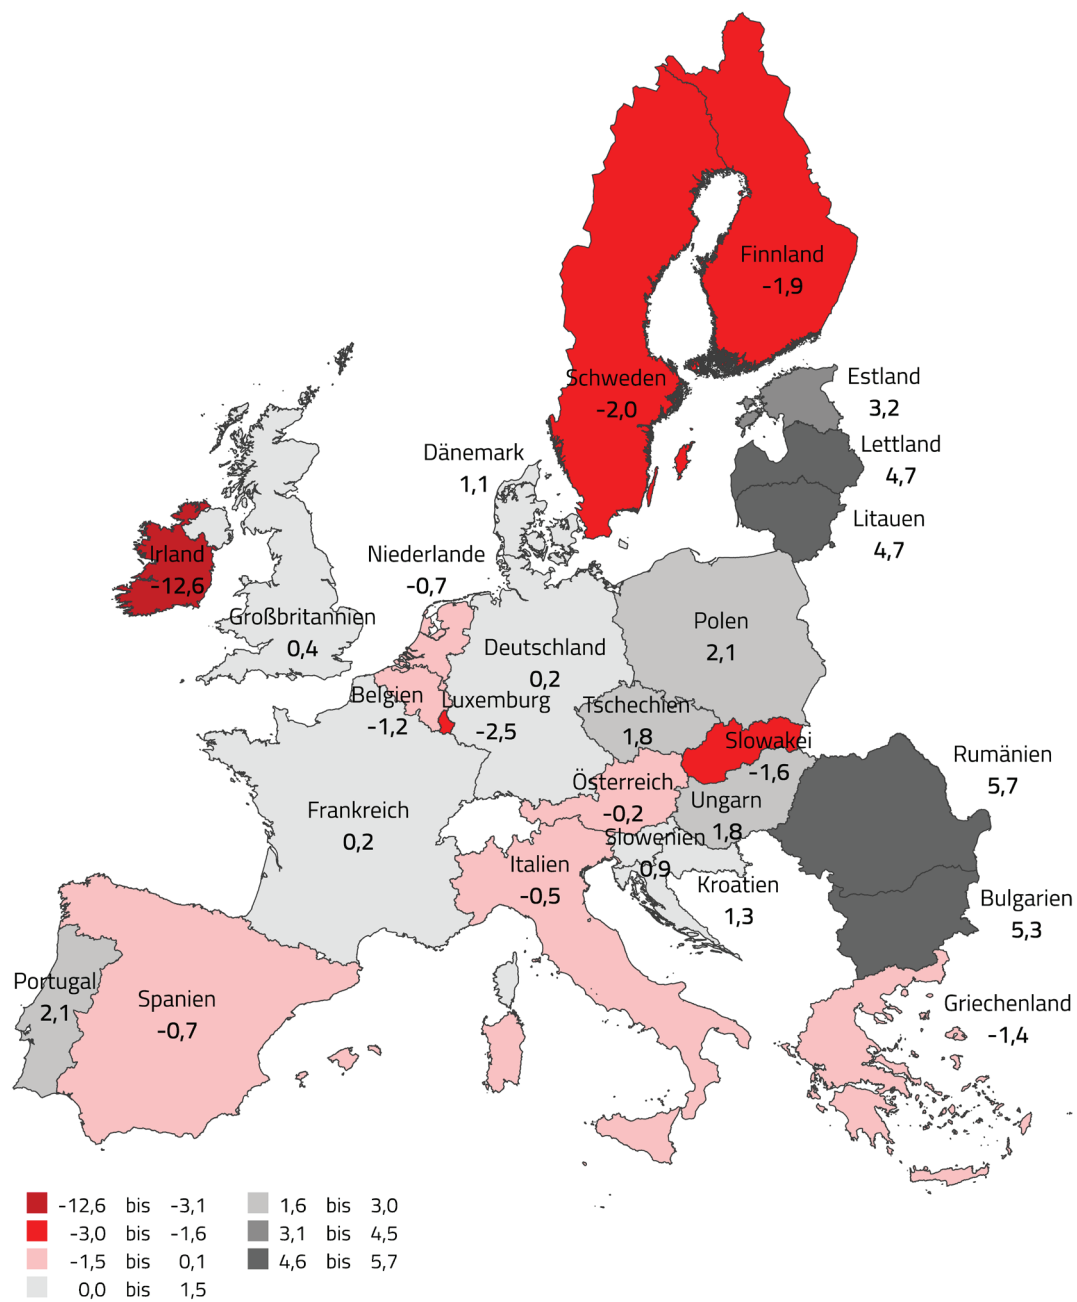 Finnland
-1,9
Schweden
-2,0
Estland
3,2
Lettland
4,7
Litauen
4,7
Dänemark
1,1
Irland
-12,6
Niederlande
-0,7
Großbritannien
0,4
Polen
2,1
Deutschland
0,2
Belgien
-1,2
Luxemburg
-2,5
Tschechien
1,8
Slowakei
-1,6
Rumänien
5,7
Österreich
-0,2
Ungarn
1,8
Frankreich
0,2
Slowenien
0,9
Italien
-0,5
Kroatien
1,3
Bulgarien
5,3
Portugal
2,1
Spanien
-0,7
Griechenland
-1,4
-12,6 bis -3,1
-3,0 bis -1,6
-1,5 bis 0,1
0,0 bis 1,5
1,6 bis 3,0
3,1 bis 4,5
4,6 bis 5,7